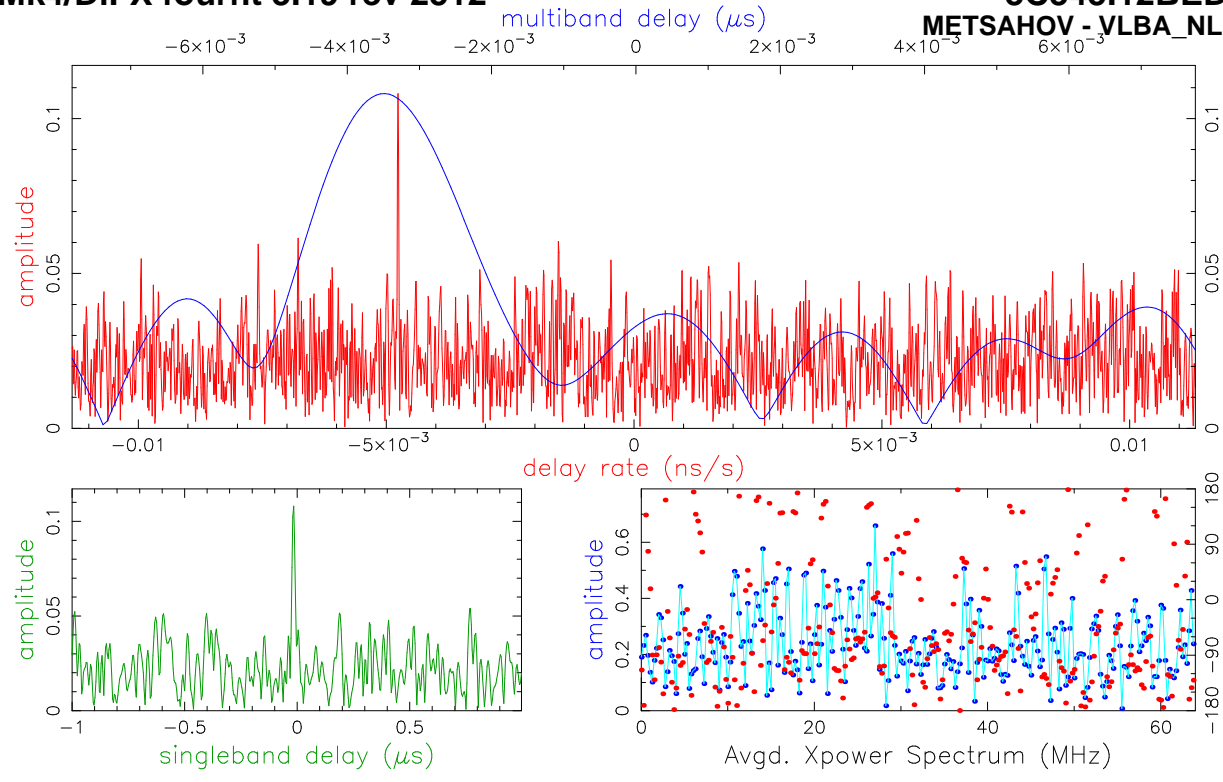 multiband delay (μs)
METSAHOV - VLBA_NL
−6×10⁻³ −4×10⁻³ −2×10⁻³ 0 2×10⁻³ 4×10⁻³ 6×10⁻³
amplitude
0 0.05 0.1
0 0.05 0.1
−0.01 −5×10⁻³ 0 5×10⁻³ 0.01
delay rate (ns/s)
amplitude
0 0.05 0.1
−1 −0.5 0 0.5
singleband delay (μs)
amplitude
0 0.2 0.4 0.6
180 90 0 −90 −180
0 20 40 60
Avgd. Xpower Spectrum (MHz)